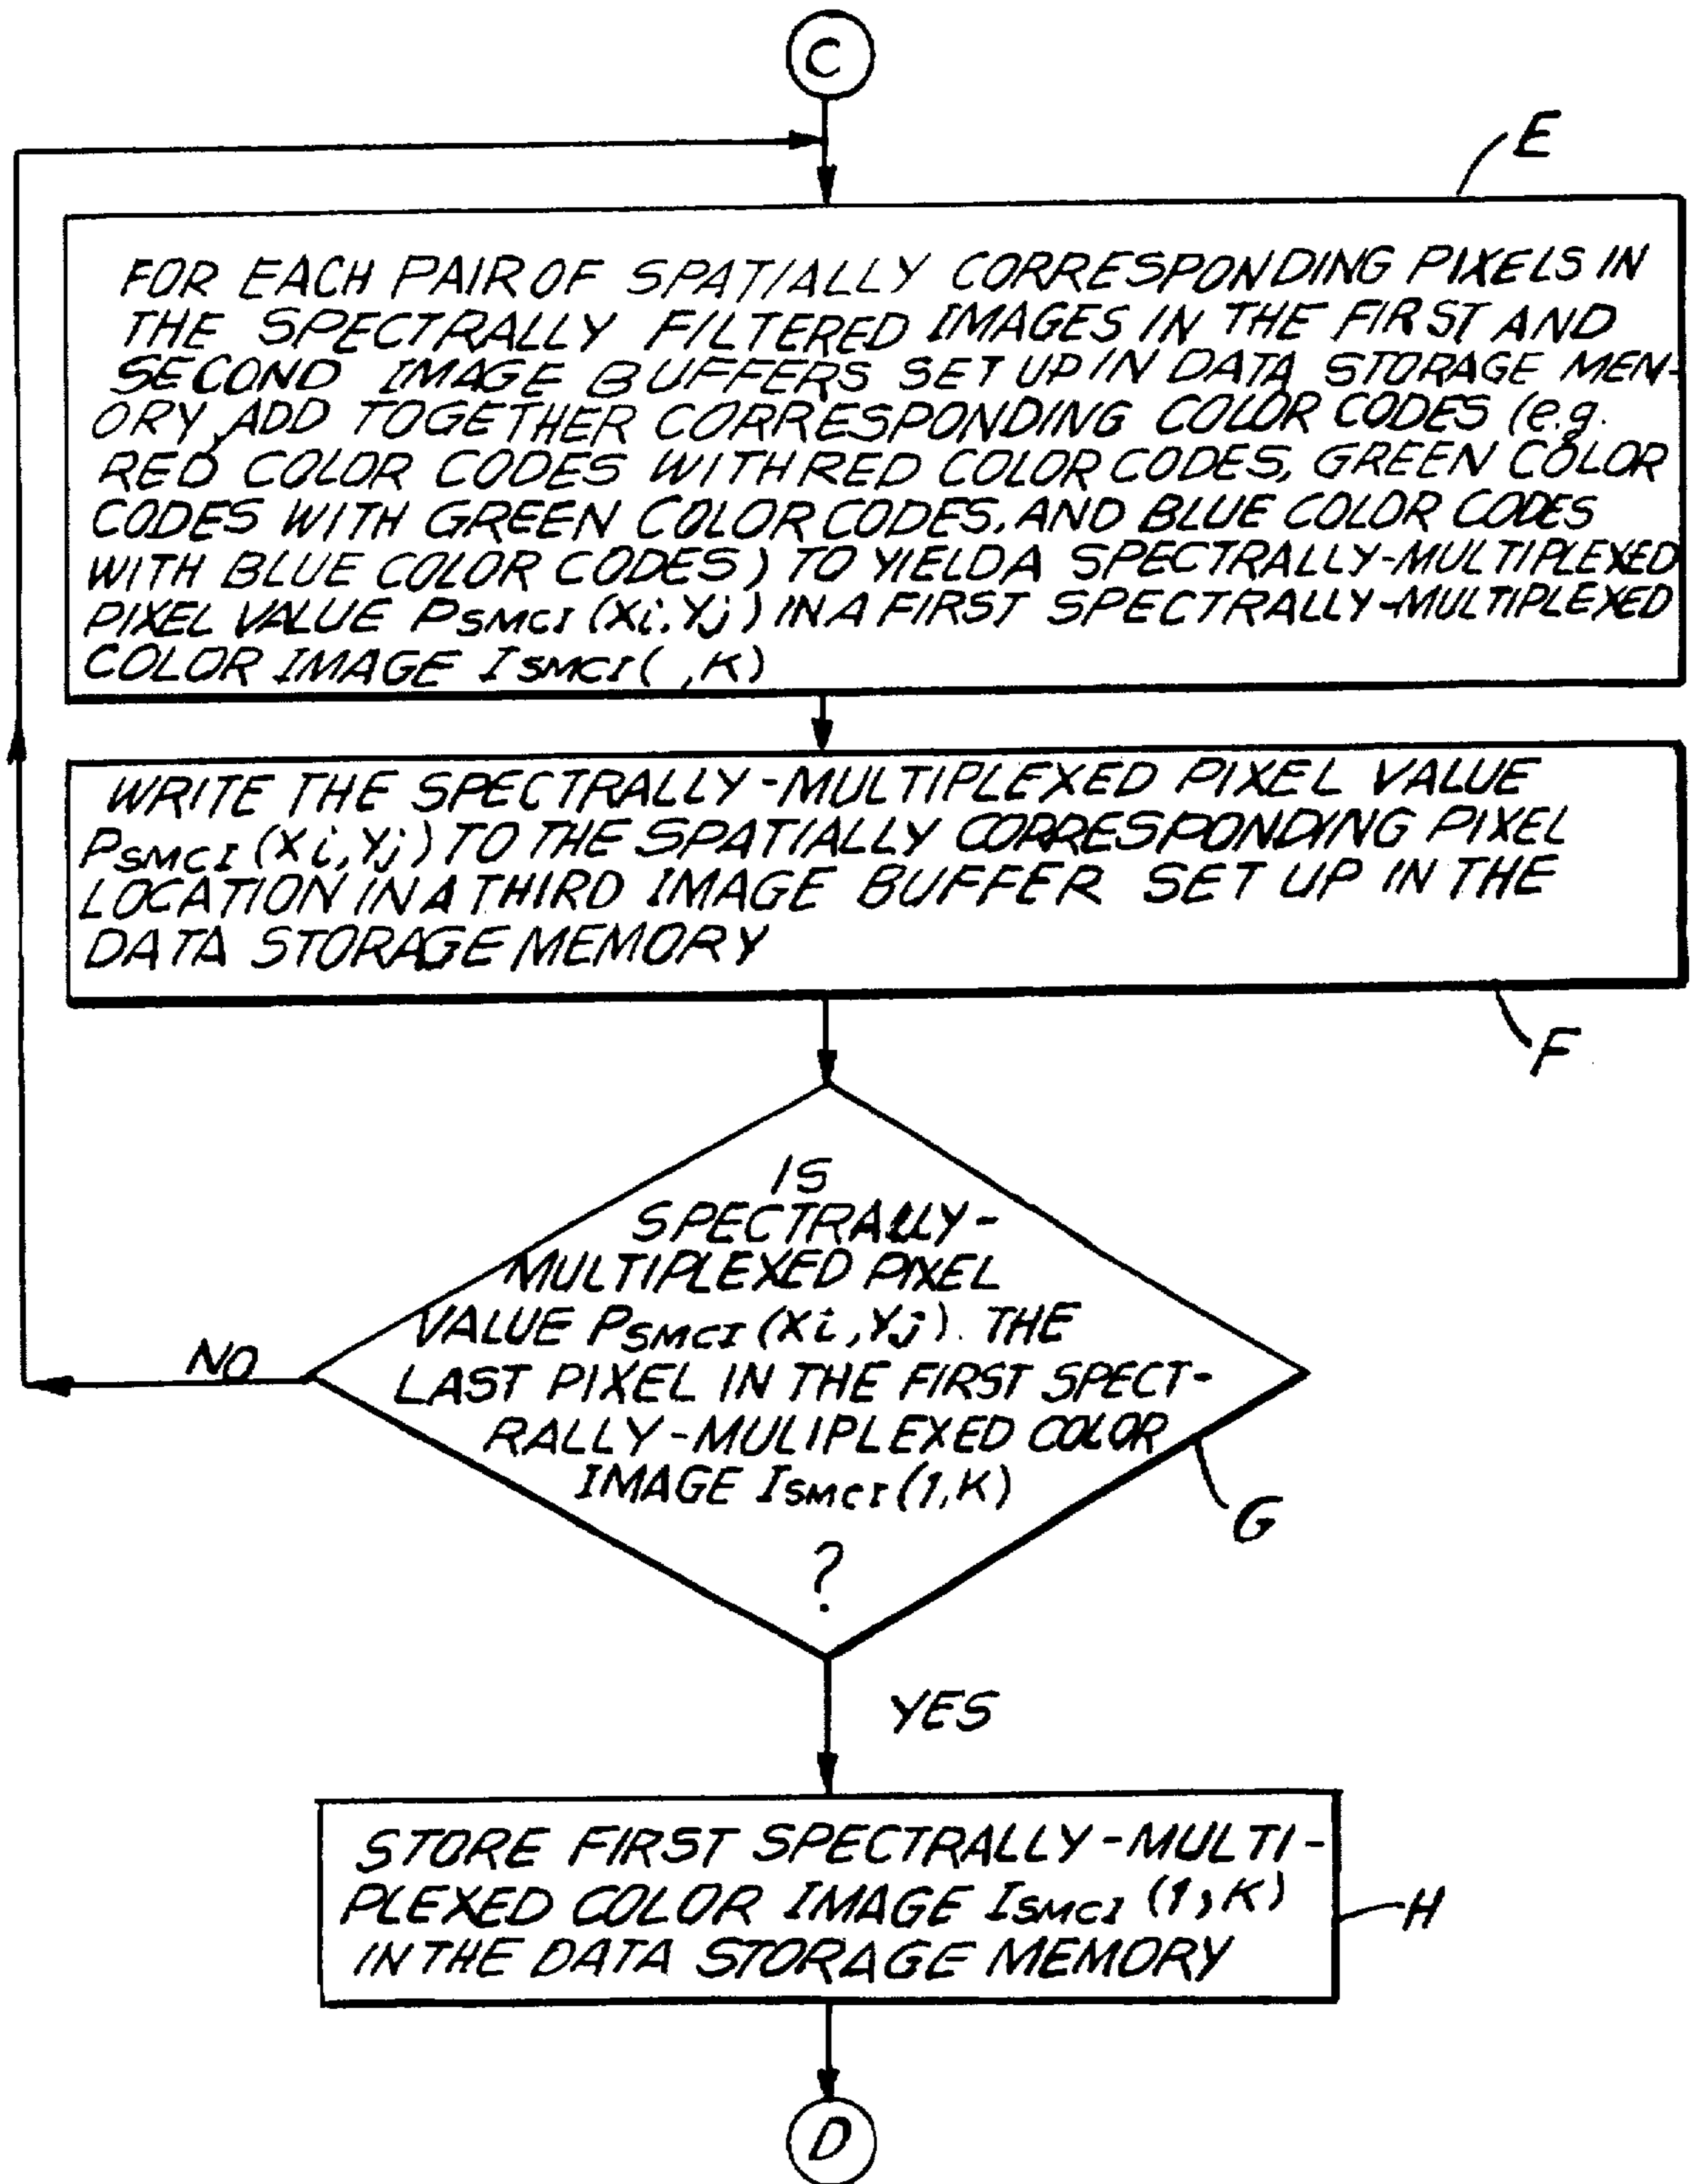 C
E
FOR EACH PAIR OF SPATIALLY CORRESPONDING PIXELS IN
THE SPECTRALLY FILTERED IMAGES IN THE FIRST AND
SECOND IMAGE BUFFERS SET UP IN DATA STORAGE MEN-
ORY, ADD TOGETHER CORRESPONDING COLOR CODES (e.g.
RED COLOR CODES WITH RED COLOR CODES, GREEN COLOR
CODES WITH GREEN COLOR CODES, AND BLUE COLOR CODES
WITH BLUE COLOR CODES) TO YIELD A SPECTRALLY-MULTIPLEXED
PIXEL VALUE PSMCI (Xi, Yj) IN A FIRST SPECTRALLY-MULTIPLEXED
COLOR IMAGE ISMCI ( ,K)
WRITE THE SPECTRALLY-MULTIPLEXED PIXEL VALUE
PSMCI (Xi, Yj) TO THE SPATIALLY CORRESPONDING PIXEL
LOCATION IN A THIRD IMAGE BUFFER SET UP IN THE
DATA STORAGE MEMORY
F
IS
SPECTRALLY-
MULTIPLEXED PIXEL
VALUE PSMCI (Xi, Yj). THE
NO
LAST PIXEL IN THE FIRST SPECT-
RALLY-MULIPLEXED COLOR
IMAGE ISMCI (1,K)
G
?
YES
STORE FIRST SPECTRALLY-MULTI-
PLEXED COLOR IMAGE ISMCI (1,K)
H
IN THE DATA STORAGE MEMORY
D